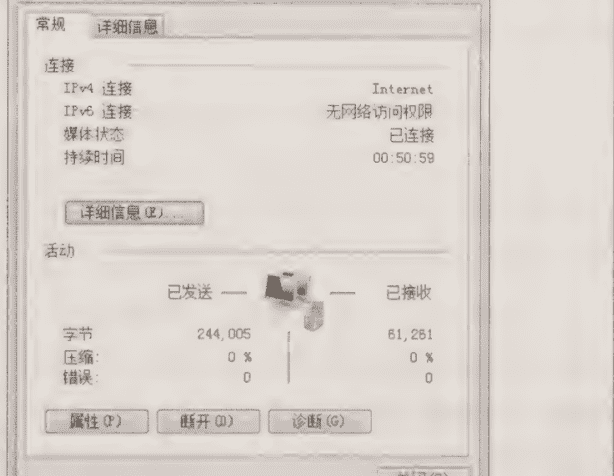 常规 详细信息
连接
IPv4 连接 Internet
IPv6 连接 无网络访问权限
媒体状态 已连接
持续时间 00:50:59
详细信息(E)...
活动
已发送 — — 已接收
字节 244,005 61,261
压缩: 0 % 0 %
错误: 0 0
属性(P) 断开(D) 诊断(G)